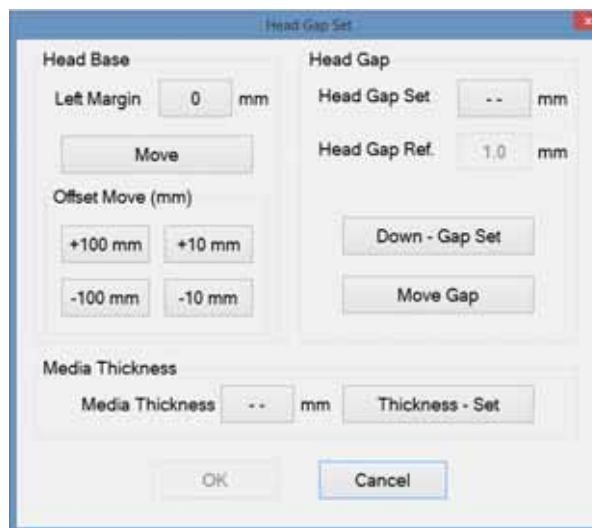 Head Gap Set
x
Head Base
Left Margin 0 mm
Move
Offset Move (mm)
+100 mm +10 mm
-100 mm -10 mm
Head Gap
Head Gap Set - - mm
Head Gap Ref. 1.0 mm
Down - Gap Set
Move Gap
Media Thickness
Media Thickness - - mm Thickness - Set
OK Cancel